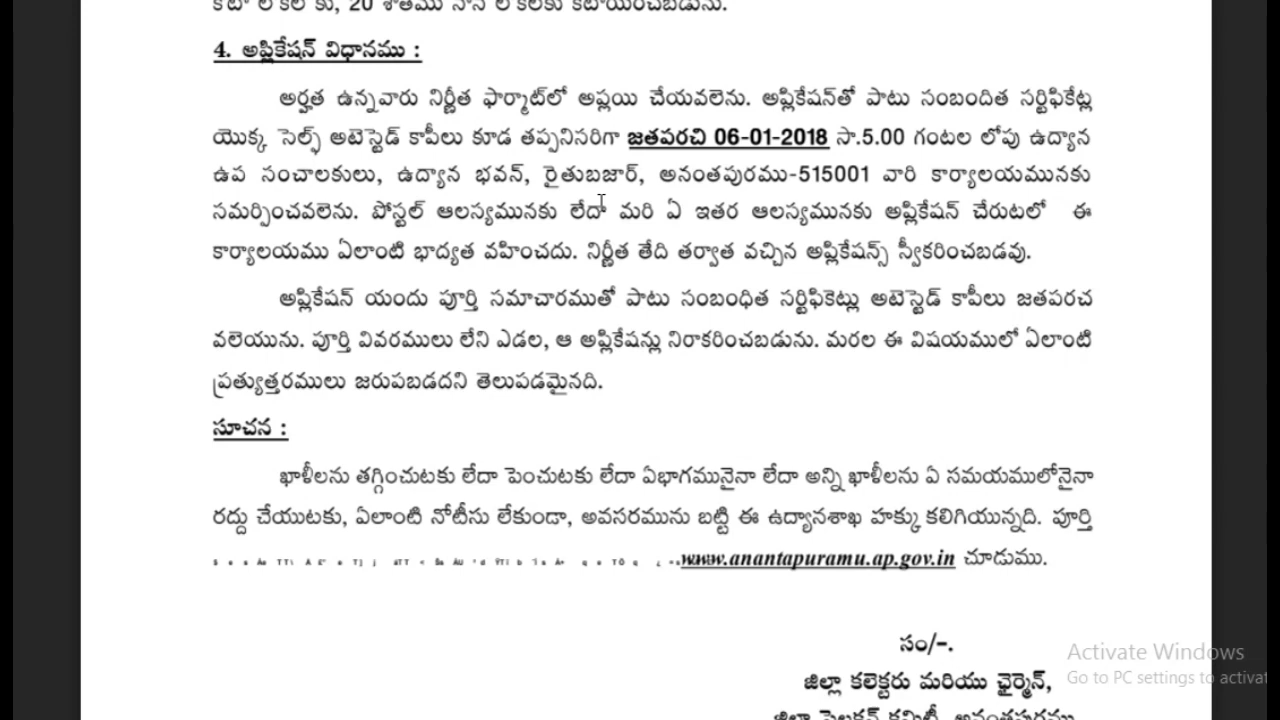 20 శాతము
4. అప్లికేషన్ విధానము :
అర్హత ఉన్నవారు నిర్ణీత ఫార్మాట్‌లో అప్లయి చేయవలెను. అప్లికేషన్‌తో పాటు సంబందిత సర్టిఫికేట్ల
యొక్క సెల్ఫ్ అటెస్టెడ్ కాపీలు కూడ తప్పనిసరిగా జతపరచి 06-01-2018 సా.5.00 గంటల లోపు ఉద్యాన
ఉప సంచాలకులు, ఉద్యాన భవన్, రైతుబజార్, అనంతపురము-515001 వారి కార్యాలయమునకు
సమర్పించవలెను. పోస్టల్ ఆలస్యమునకు లేదా మరి ఏ ఇతర ఆలస్యమునకు అప్లికేషన్ చేరుటలో ఈ
కార్యాలయము ఏలాంటి భాద్యత వహించదు. నిర్ణీత తేది తర్వాత వచ్చిన అప్లికేషన్స్ స్వీకరించబడవు.
అప్లికేషన్ యందు పూర్తి సమాచారముతో పాటు సంబంధిత సర్టిఫికెట్లు అటెస్టెడ్ కాపీలు జతపరచ
వలెయును. పూర్తి వివరములు లేని ఎడల, ఆ అప్లికేషన్లు నిరాకరించబడును. మరల ఈ విషయములో ఏలాంటి
ప్రత్యుత్తరములు జరుపబడదని తెలుపడమైనది.
సూచన :
ఖాళీలను తగ్గించుటకు లేదా పెంచుటకు లేదా ఏభాగమునైనా లేదా అన్ని ఖాళీలను ఏ సమయములోనైనా
రద్దు చేయుటకు, ఏలాంటి నోటీసు లేకుండా, అవసరమును బట్టి ఈ ఉద్యానశాఖ హక్కు కలిగియున్నది. పూర్తి
www.anantapuramu.ap.gov.in చూడుము.
సం/-.
జిల్లా కలెక్టరు మరియు ఛైర్మెన్,
Activate Windows
Go to PC settings to activat